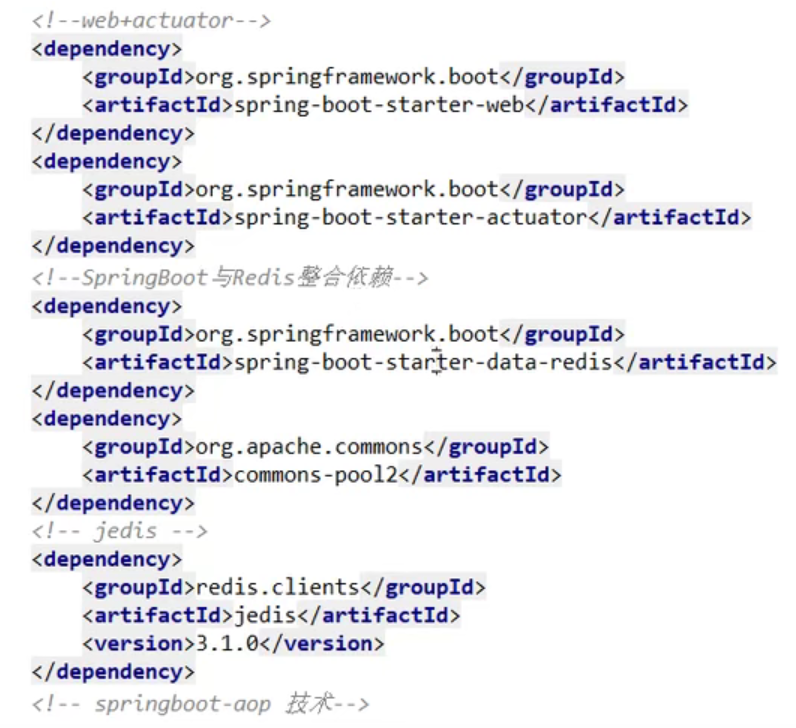 <!--web+actuator-->
<dependency>
    <groupId>org.springframework.boot</groupId>
    <artifactId>spring-boot-starter-web</artifactId>
</dependency>
<dependency>
    <groupId>org.springframework.boot</groupId>
    <artifactId>spring-boot-starter-actuator</artifactId>
</dependency>
<!--SpringBoot与Redis整合依赖-->
<dependency>
    <groupId>org.springframework.boot</groupId>
    <artifactId>spring-boot-starter-data-redis</artifactId>
</dependency>
<dependency>
    <groupId>org.apache.commons</groupId>
    <artifactId>commons-pool2</artifactId>
</dependency>
<!-- jedis -->
<dependency>
    <groupId>redis.clients</groupId>
    <artifactId>jedis</artifactId>
    <version>3.1.0</version>
</dependency>
<!-- springboot-aop 技术-->